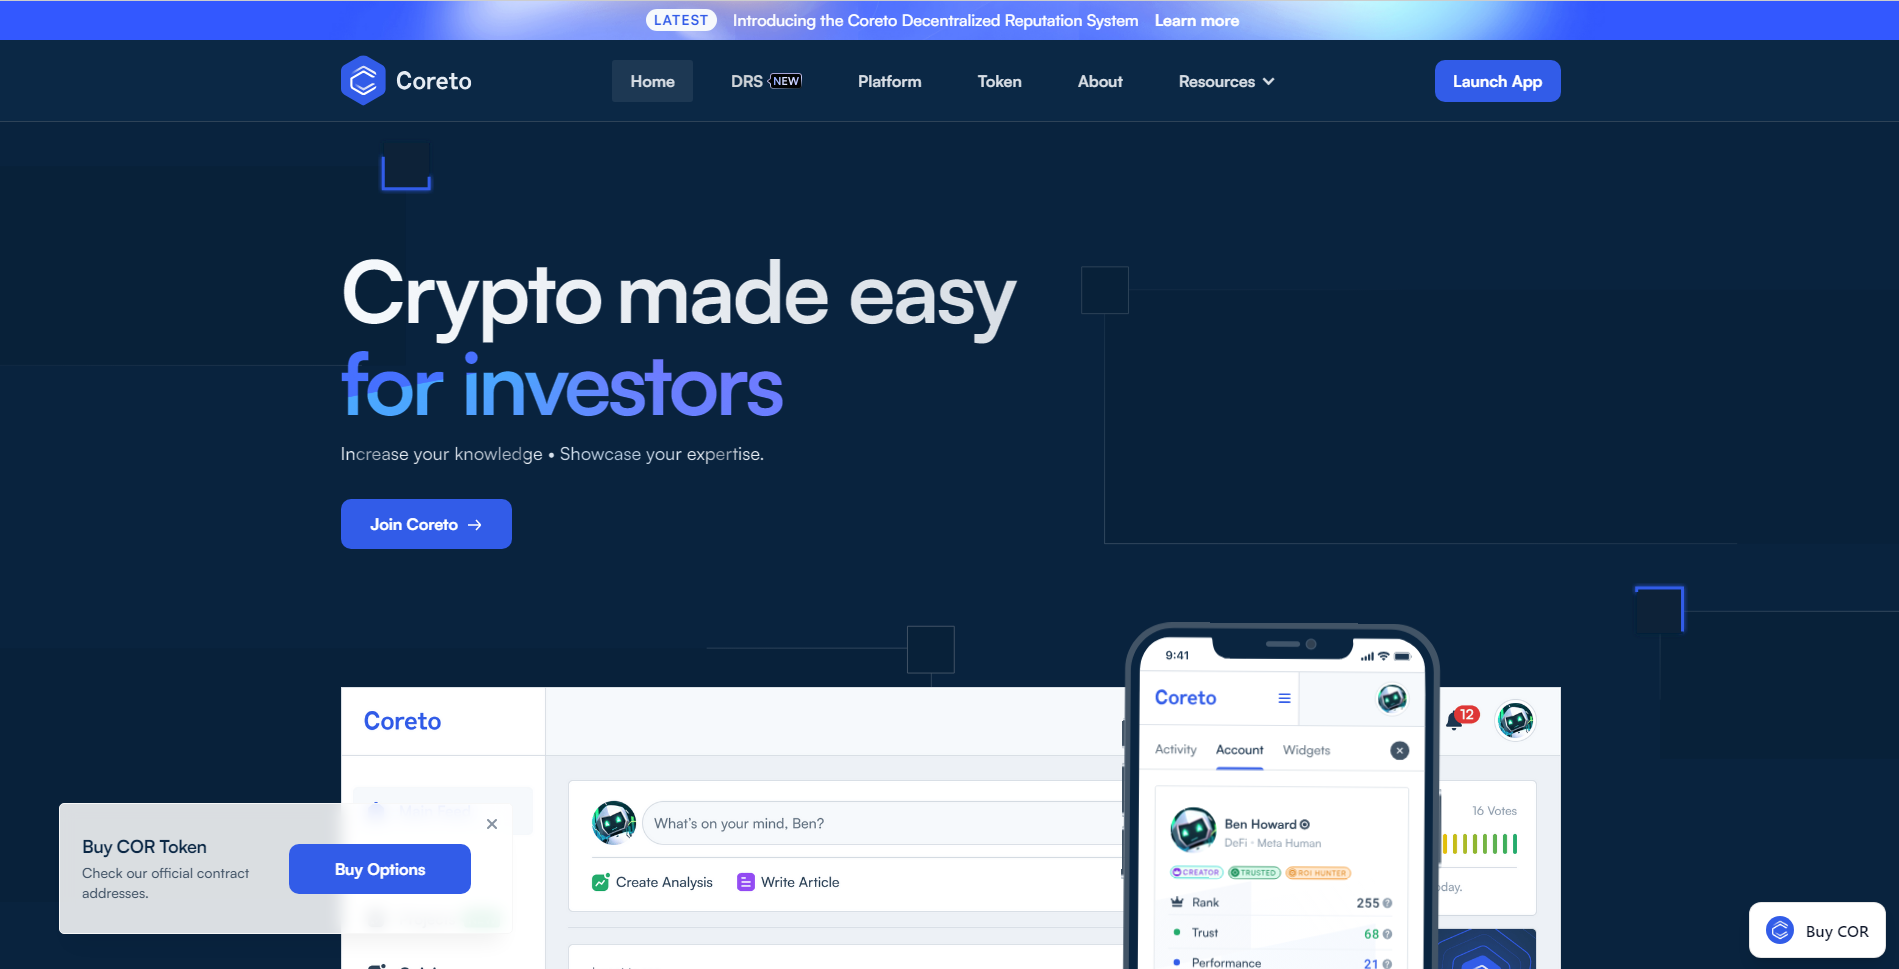 LATEST Introducing the Coreto Decentralized Reputation System Learn more
Coreto
Home DRS NEW Platform Token About Resources Launch App
Crypto made easy
for investors
Increase your knowledge • Showcase your expertise.
Join Coreto →
Coreto
9:41
Coreto
12
Activity Account Widgets
What's on your mind, Ben?
Create Analysis Write Article
Ben Howard
DeFi · Meta Human
CREATOR TRUSTED ROI HUNTER
Rank 255
Trust 68
Performance 21
16 Votes
Buy COR Token
Check our official contract
addresses.
Buy Options
Buy COR